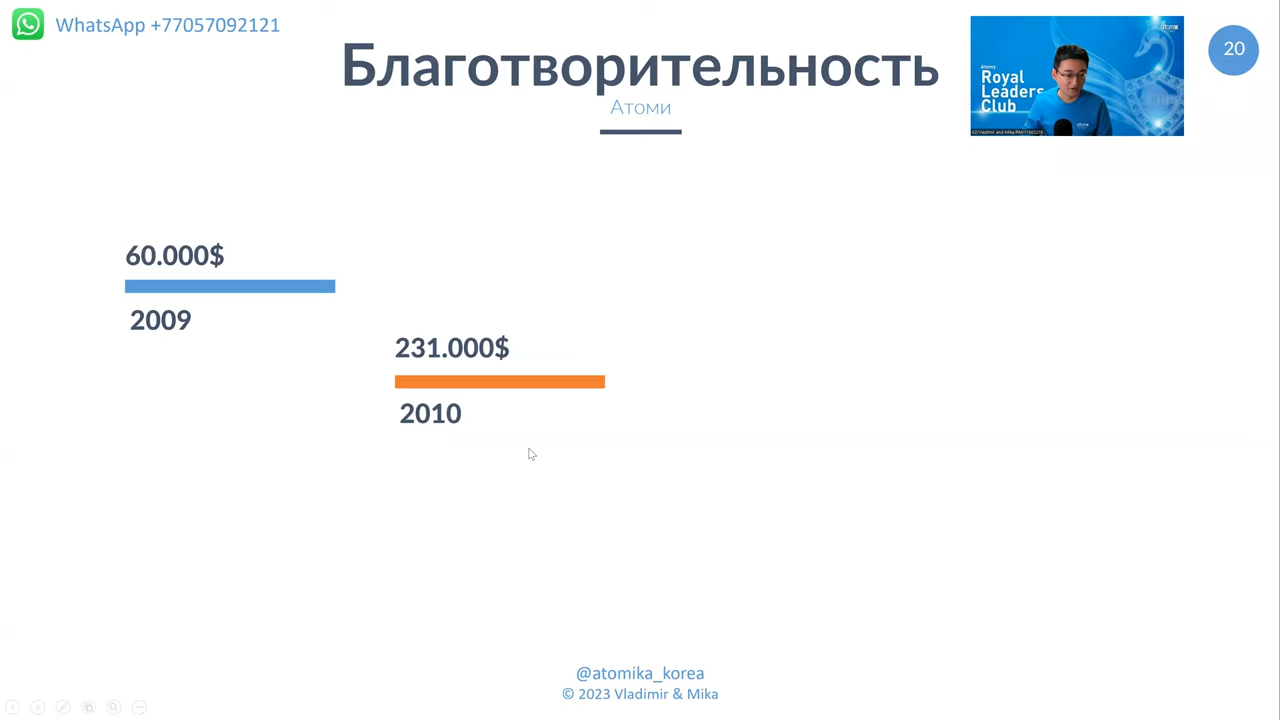 WhatsApp +77057092121
Благотворительность
Атоми
20
Atomy
Royal
Leaders
Club
60.000$
2009
231.000$
2010
@atomika_korea
© 2023 Vladimir & Mika